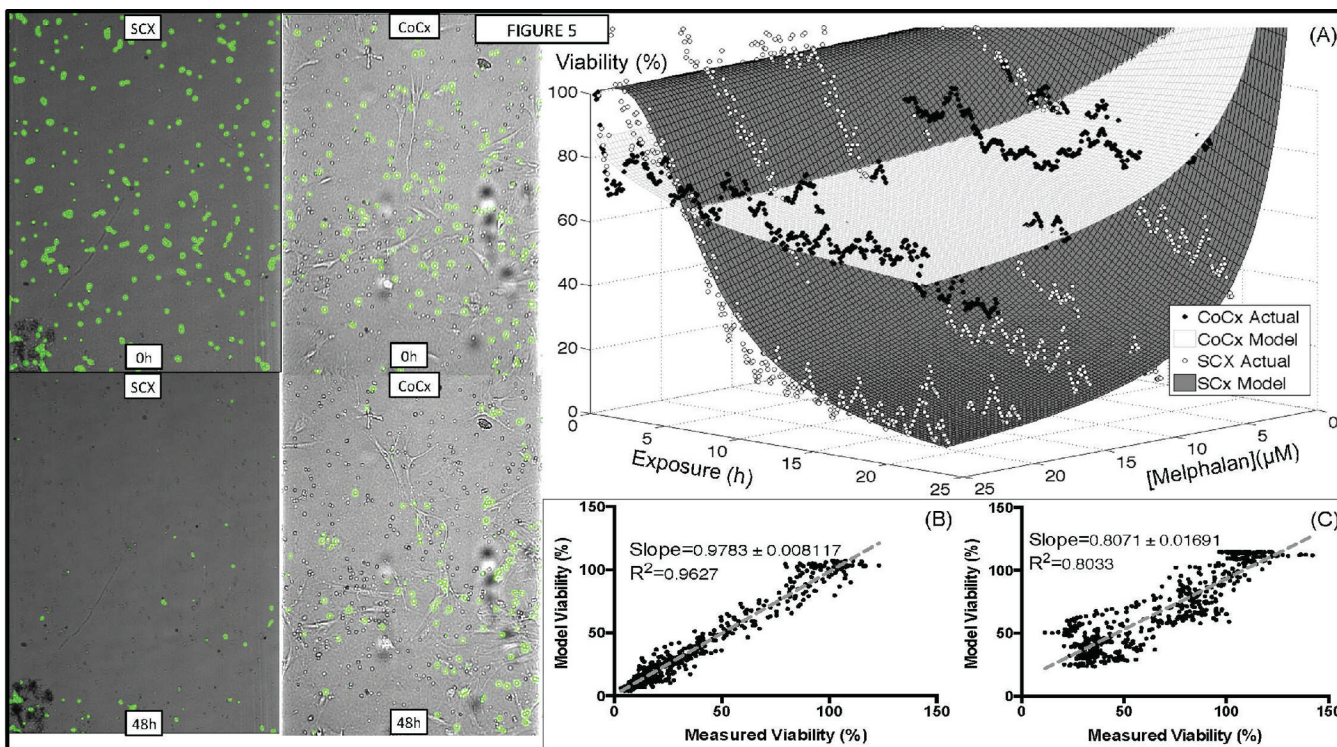 SCX
CoCx
FIGURE 5
0h
0h
SCX
CoCx
48h
48h
(A)
Viability (%)
100
80
60
40
20
0
0
5
10
15
20
25
Exposure (h)
25
20
15
10
5
0
[Melphalan](µM)
CoCx Actual
CoCx Model
SCX Actual
SCx Model
(B)
Slope=0.9783 ± 0.008117
R²=0.9627
Model Viability (%)
150
100
50
0
0
50
100
150
Measured Viability (%)
(C)
Slope=0.8071 ± 0.01691
R²=0.8033
Model Viability (%)
150
100
50
0
0
50
100
150
Measured Viability (%)